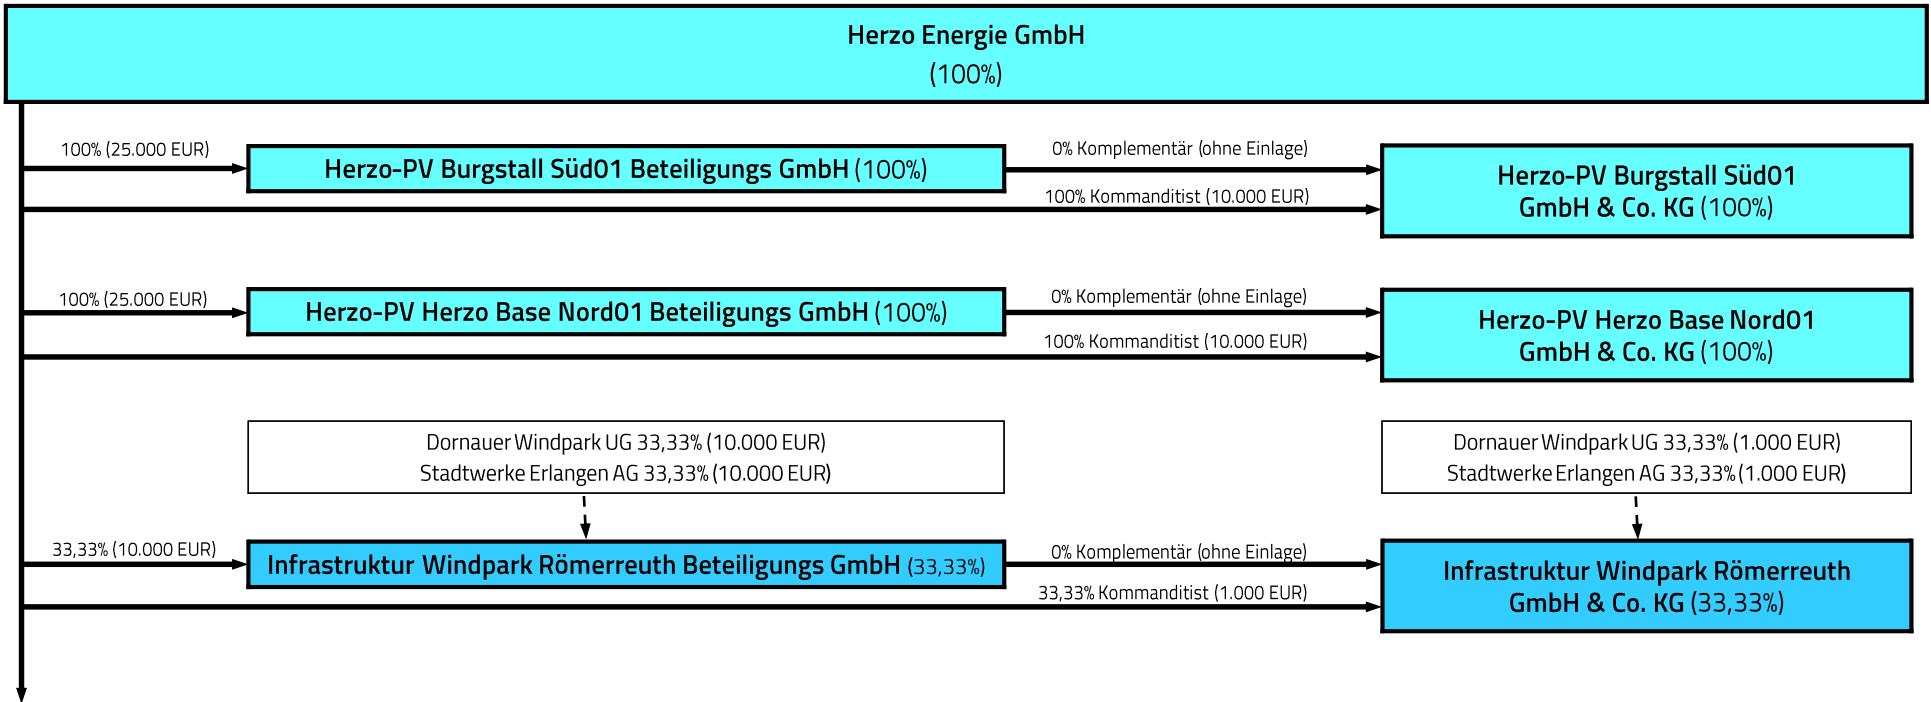 Herzo Energie GmbH
(100%)
100% (25.000 EUR)
Herzo-PV Burgstall Süd01 Beteiligungs GmbH (100%)
0% Komplementär (ohne Einlage)
100% Kommanditist (10.000 EUR)
Herzo-PV Burgstall Süd01
GmbH & Co. KG (100%)
100% (25.000 EUR)
Herzo-PV Herzo Base Nord01 Beteiligungs GmbH (100%)
0% Komplementär (ohne Einlage)
100% Kommanditist (10.000 EUR)
Herzo-PV Herzo Base Nord01
GmbH & Co. KG (100%)
Dornauer Windpark UG 33,33% (10.000 EUR)
Stadtwerke Erlangen AG 33,33% (10.000 EUR)
Dornauer Windpark UG 33,33% (1.000 EUR)
Stadtwerke Erlangen AG 33,33% (1.000 EUR)
33,33% (10.000 EUR)
Infrastruktur Windpark Römerreuth Beteiligungs GmbH (33,33%)
0% Komplementär (ohne Einlage)
33,33% Kommanditist (1.000 EUR)
Infrastruktur Windpark Römerreuth
GmbH & Co. KG (33,33%)